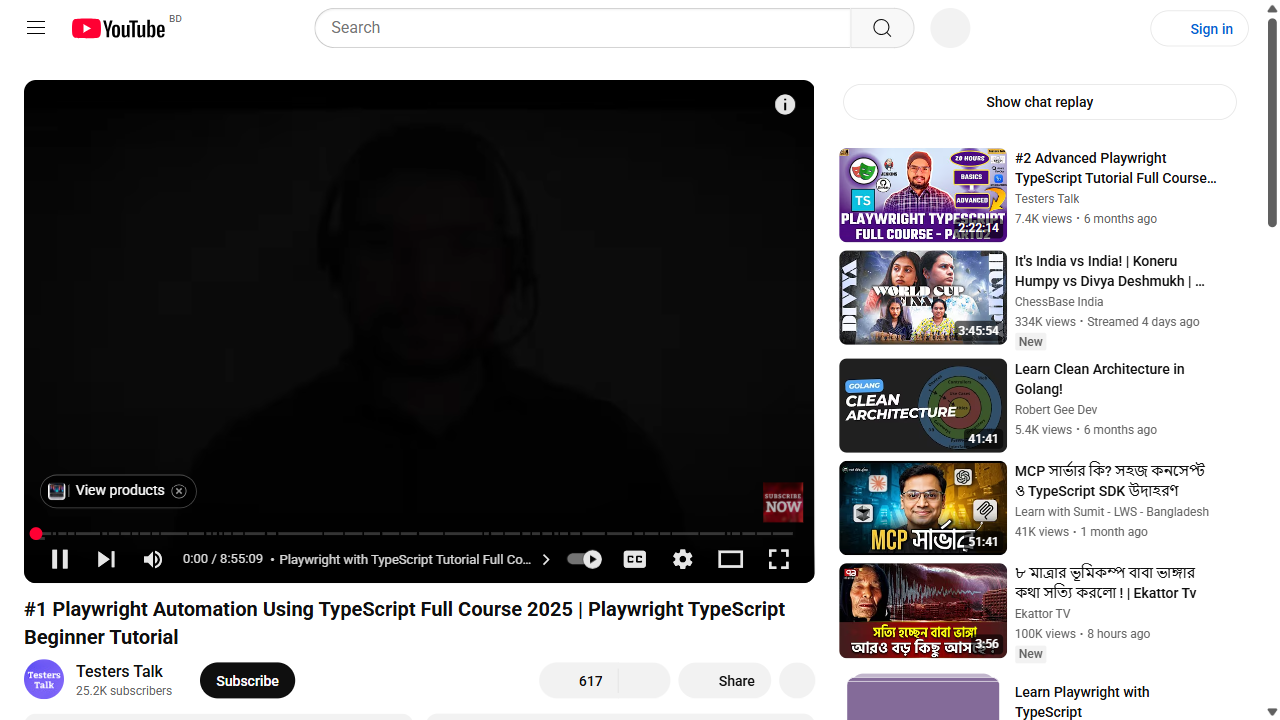 YouTube
BD
Search
Sign in
Show chat replay
i
SUBSCRIBE
NOW
View products
0:00 / 8:55:09 • Playwright with TypeScript Tutorial Full Co...
CC
#1 Playwright Automation Using TypeScript Full Course 2025 | Playwright TypeScript
Beginner Tutorial
Testers
Talk
Testers Talk
25.2K subscribers
Subscribe
617
Share
20 HOURS
JENKINS
BASICS
TS
ADVANCED
PLAYWRIGHT TYPESCRIPT
FULL COURSE - PART02
2:22:14
#2 Advanced Playwright
TypeScript Tutorial Full Course...
Testers Talk
7.4K views • 6 months ago
DIVYA
HUMPY
WORLD CUP
FINALS
3:45:54
It's India vs India! | Koneru
Humpy vs Divya Deshmukh | ...
ChessBase India
334K views • Streamed 4 days ago
New
GOLANG
CLEAN
ARCHITECTURE
41:41
Learn Clean Architecture in
Golang!
Robert Gee Dev
5.4K views • 6 months ago
MCP সার্ভার
51:41
MCP সার্ভার কি? সহজ কনসেপ্ট
ও TypeScript SDK উদাহরণ
Learn with Sumit - LWS - Bangladesh
41K views • 1 month ago
সত্যি হচ্ছেন বাবা ভাঙ্গা
আরও বড় কিছু আস
3:56
৮ মাত্রার ভূমিকম্প বাবা ভাঙ্গার
কথা সত্যি করলো ! | Ekattor Tv
Ekattor TV
100K views • 8 hours ago
New
Learn Playwright with
TypeScript